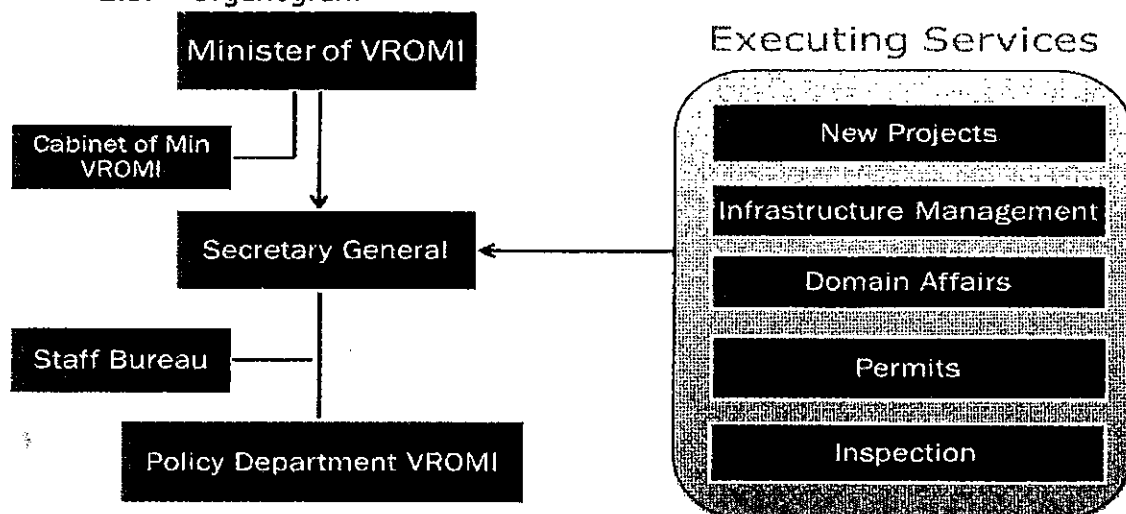 Minister of VROMI
Cabinet of Min
VROMI
Secretary General
Staff Bureau
Policy Department VROMI
Executing Services
New Projects
Infrastructure Management
Domain Affairs
Permits
Inspection